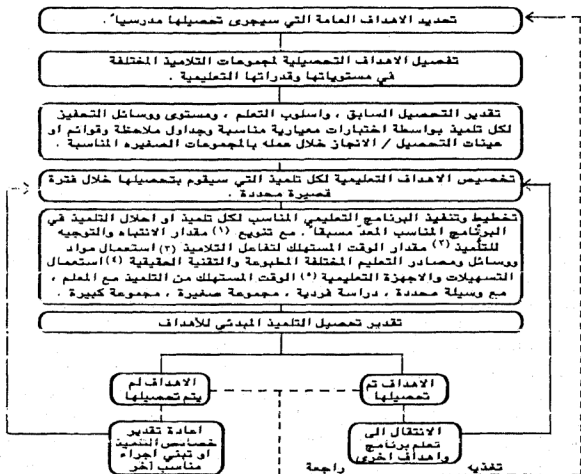 تحديد الاهداف العامة التي سيجرى تحصيلها مدرسياً .
تفصيل الاهداف التحصيلية لمجموعات التلاميذ المختلفة
في مستوياتها وقدراتها التعليمية .
تقدير التحصيل السابق ، واسلوب التعلم ، ومستوى ووسائل التحفيز
لكل تلميذ بواسطة اختبارات معيارية مناسبة وجداول ملاحظة وقوائم او
عينات التحصيل / الانجاز خلال عمله بالمجموعات الصغيره المناسبة .
تخصيص الاهداف التعليمية لكل تلميذ التي سيقوم بتحصيلها خلال فترة
قصيرة محددة .
تخطيط وتنفيذ البرنامج التعليمي المناسب لكل تلميذ او احلال التلميذ في
البرنامج المناسب المعدّ مسبقاً . مع تنويع (١) مقدار الانتباه والتوجيه
للتلميذ (٢) مقدار الوقت المستهلك لتفاعل التلاميذ (٣) استعمال مواد
ووسائل ومصادر التعليم المختلفة المطبوعة والتقنية الحقيقية (٤) استعمال
التسهيلات والاجهزة التعليمية (٥) الوقت المستهلك من التلميذ مع المعلم ،
مع وسيلة محددة ، دراسة فردية ، مجموعة صغيرة ، مجموعة كبيرة .
تقدير تحصيل التلميذ المبدئي للأهداف
الاهداف تم
تحصيلها
الاهداف لم
يتم تحصيلها
الانتقال الى
تعلم برنامج
واهداف اخرى
اعادة تقدير
خصائص التلميذ
او تبني اجراء
مناسب آخر
تغذيه راجعة